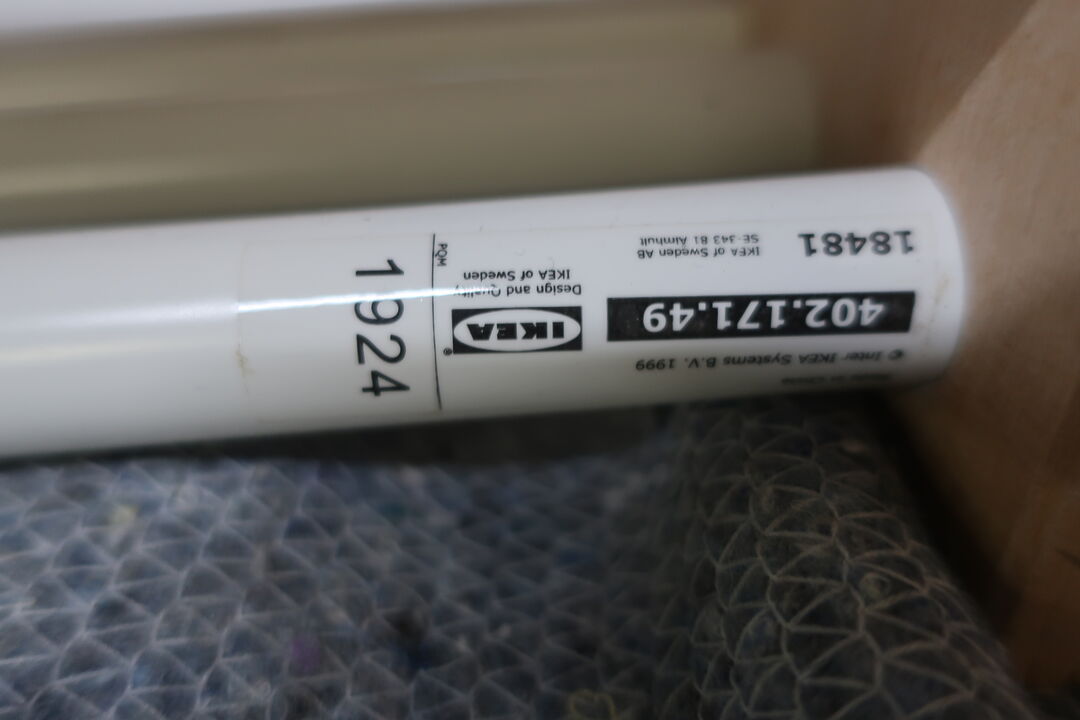 © Inter IKEA Systems B.V. 1999
402.171.49
18481
SE-343 81 Älmhult
IKEA of Sweden AB
IKEA®
Design and Quality
IKEA of Sweden
PQM
1924